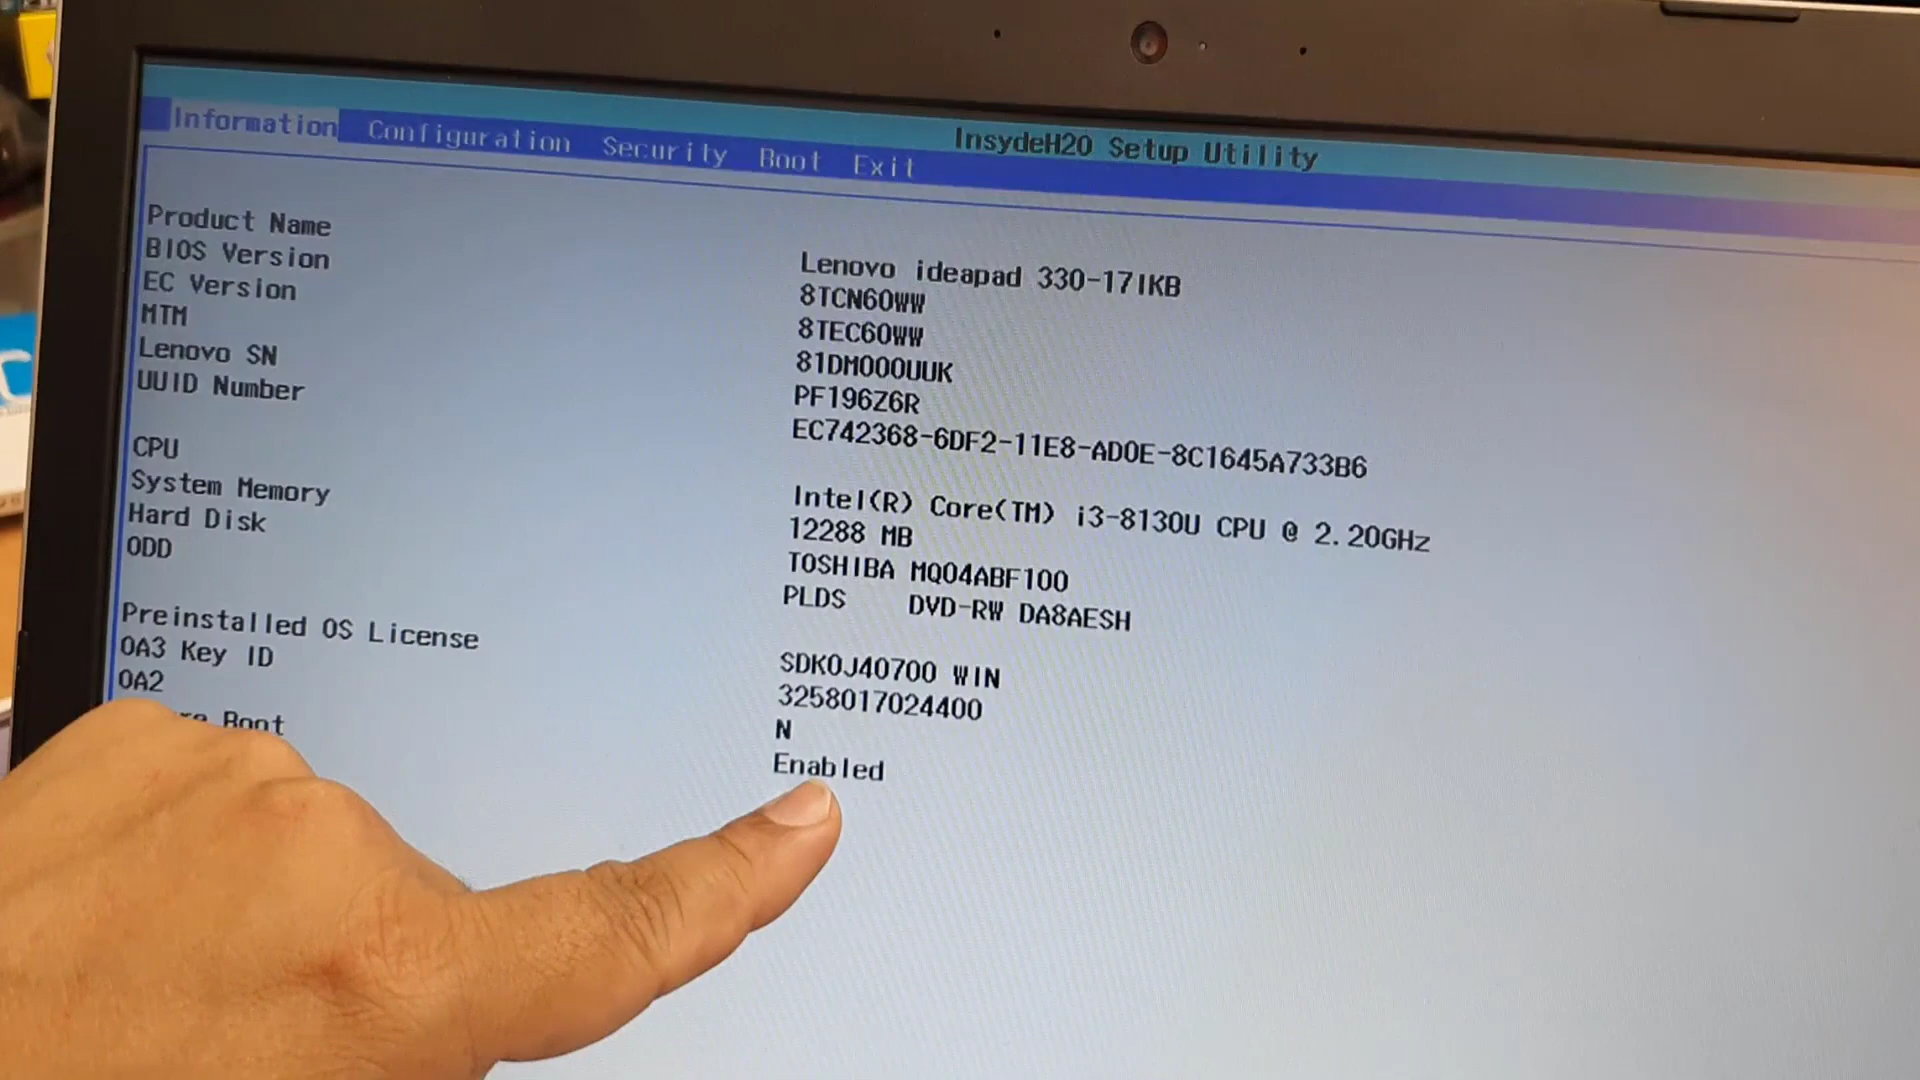 InsydeH20 Setup Utility
Information Configuration Security Boot Exit
Product Name Lenovo ideapad 330-17IKB
BIOS Version 8TCN60WW
EC Version 8TEC60WW
MTM 81DM000UUK
Lenovo SN PF196Z6R
UUID Number EC742368-6DF2-11E8-AD0E-8C1645A733B6
CPU Intel(R) Core(TM) i3-8130U CPU @ 2.20GHz
System Memory 12288 MB
Hard Disk TOSHIBA MQ04ABF100
ODD PLDS DVD-RW DA8AESH
Preinstalled OS License SDK0J40700 WIN
OA3 Key ID 3258017024400
OA2 N
Boot Enabled